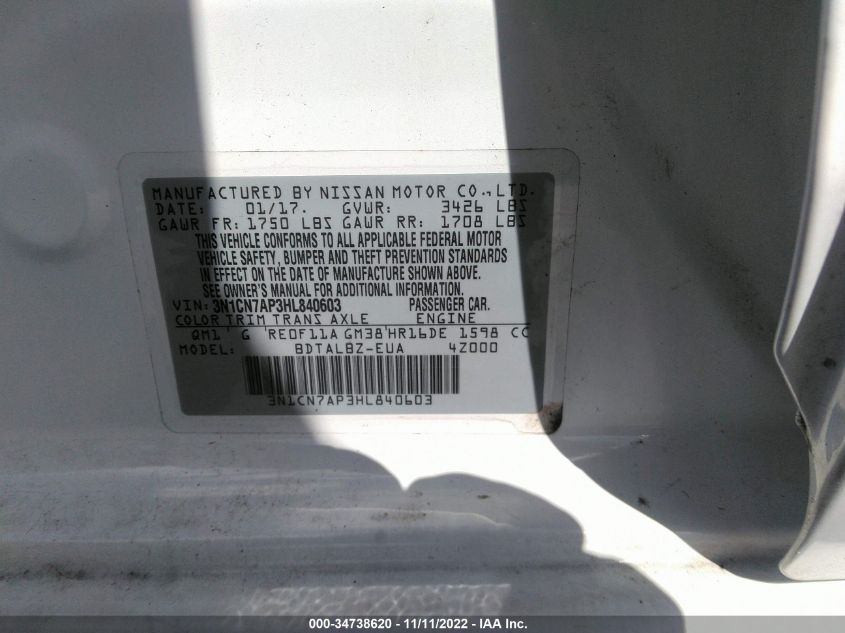 MANUFACTURED BY NISSAN MOTOR CO., LTD.
DATE: 01/17. GVWR: 3426 LBS
GAWR FR: 1750 LBS GAWR RR: 1708 LBS
THIS VEHICLE CONFORMS TO ALL APPLICABLE FEDERAL MOTOR
VEHICLE SAFETY, BUMPER AND THEFT PREVENTION STANDARDS
IN EFFECT ON THE DATE OF MANUFACTURE SHOWN ABOVE.
SEE OWNER'S MANUAL FOR ADDITIONAL INFORMATION.
VIN: 3N1CN7AP3HL840603 PASSENGER CAR.
COLOR TRIM TRANS AXLE ENGINE
QM1 ' G 'RE0F11A GM38'HR16DE 1598 CC
MODEL: BDTALBZ-EUA 4Z000
3N1CN7AP3HL840603
000-34738620 - 11/11/2022 - IAA Inc.